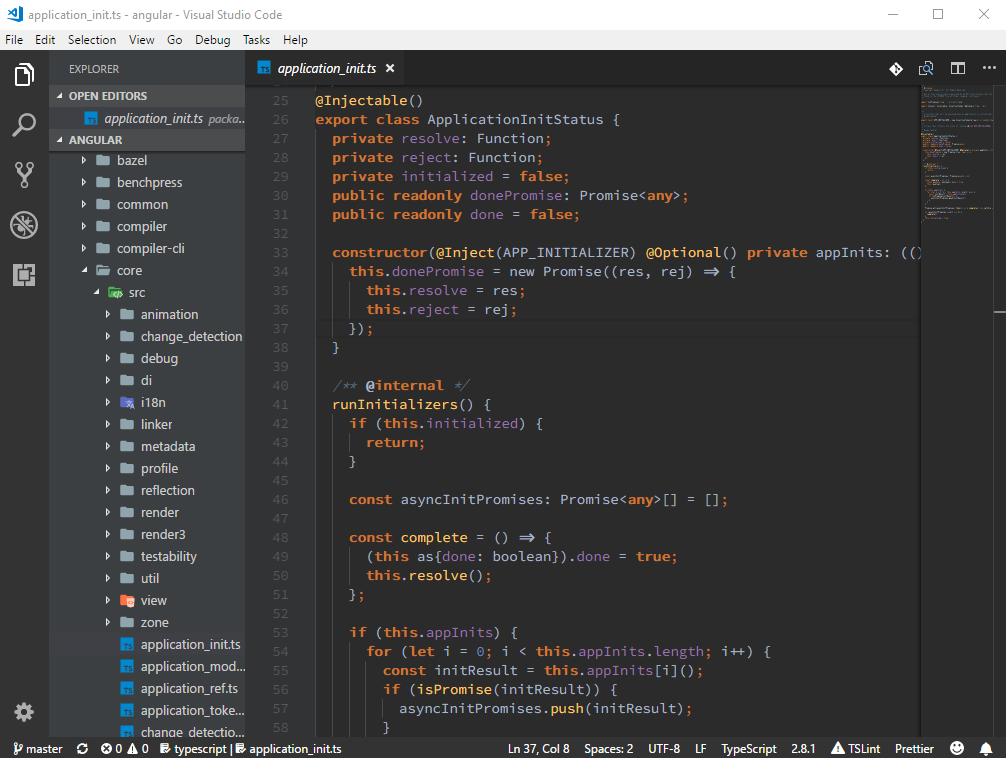 application_init.ts - angular - Visual Studio Code
File Edit Selection View Go Debug Tasks Help
EXPLORER
OPEN EDITORS
TS application_init.ts packa...
ANGULAR
bazel
benchpress
common
compiler
compiler-cli
core
src
animation
change_detection
debug
di
i18n
linker
metadata
profile
reflection
render
render3
testability
util
view
zone
TS application_init.ts
TS application_mod...
TS application_ref.ts
TS application_toke...
TS change_detectio...
TS application_init.ts ×
25 @Injectable()
26 export class ApplicationInitStatus {
27 private resolve: Function;
28 private reject: Function;
29 private initialized = false;
30 public readonly donePromise: Promise<any>;
31 public readonly done = false;
32
33 constructor(@Inject(APP_INITIALIZER) @Optional() private appInits: (()
34 this.donePromise = new Promise((res, rej) => {
35 this.resolve = res;
36 this.reject = rej;
37 });
38 }
39
40 /** @internal */
41 runInitializers() {
42 if (this.initialized) {
43 return;
44 }
45
46 const asyncInitPromises: Promise<any>[] = [];
47
48 const complete = () => {
49 (this as{done: boolean}).done = true;
50 this.resolve();
51 };
52
53 if (this.appInits) {
54 for (let i = 0; i < this.appInits.length; i++) {
55 const initResult = this.appInits[i]();
56 if (isPromise(initResult)) {
57 asyncInitPromises.push(initResult);
58 }
master 0 0 typescript | application_init.ts Ln 37, Col 8 Spaces: 2 UTF-8 LF TypeScript 2.8.1 TSLint Prettier